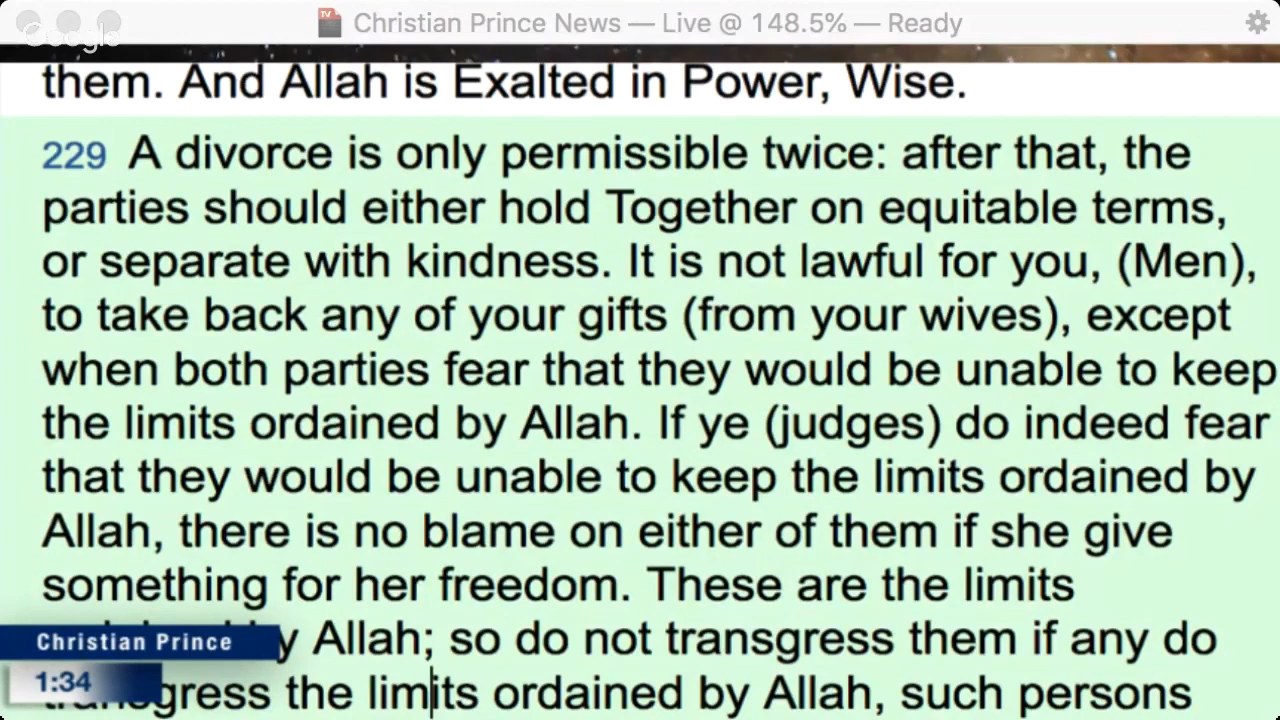 Christian Prince News — Live @ 148.5% — Ready
Google
them. And Allah is Exalted in Power, Wise.
229 A divorce is only permissible twice: after that, the
parties should either hold Together on equitable terms,
or separate with kindness. It is not lawful for you, (Men),
to take back any of your gifts (from your wives), except
when both parties fear that they would be unable to keep
the limits ordained by Allah. If ye (judges) do indeed fear
that they would be unable to keep the limits ordained by
Allah, there is no blame on either of them if she give
something for her freedom. These are the limits
y Allah; so do not transgress them if any do
Christian Prince
gress the limits ordained by Allah, such persons
1:34